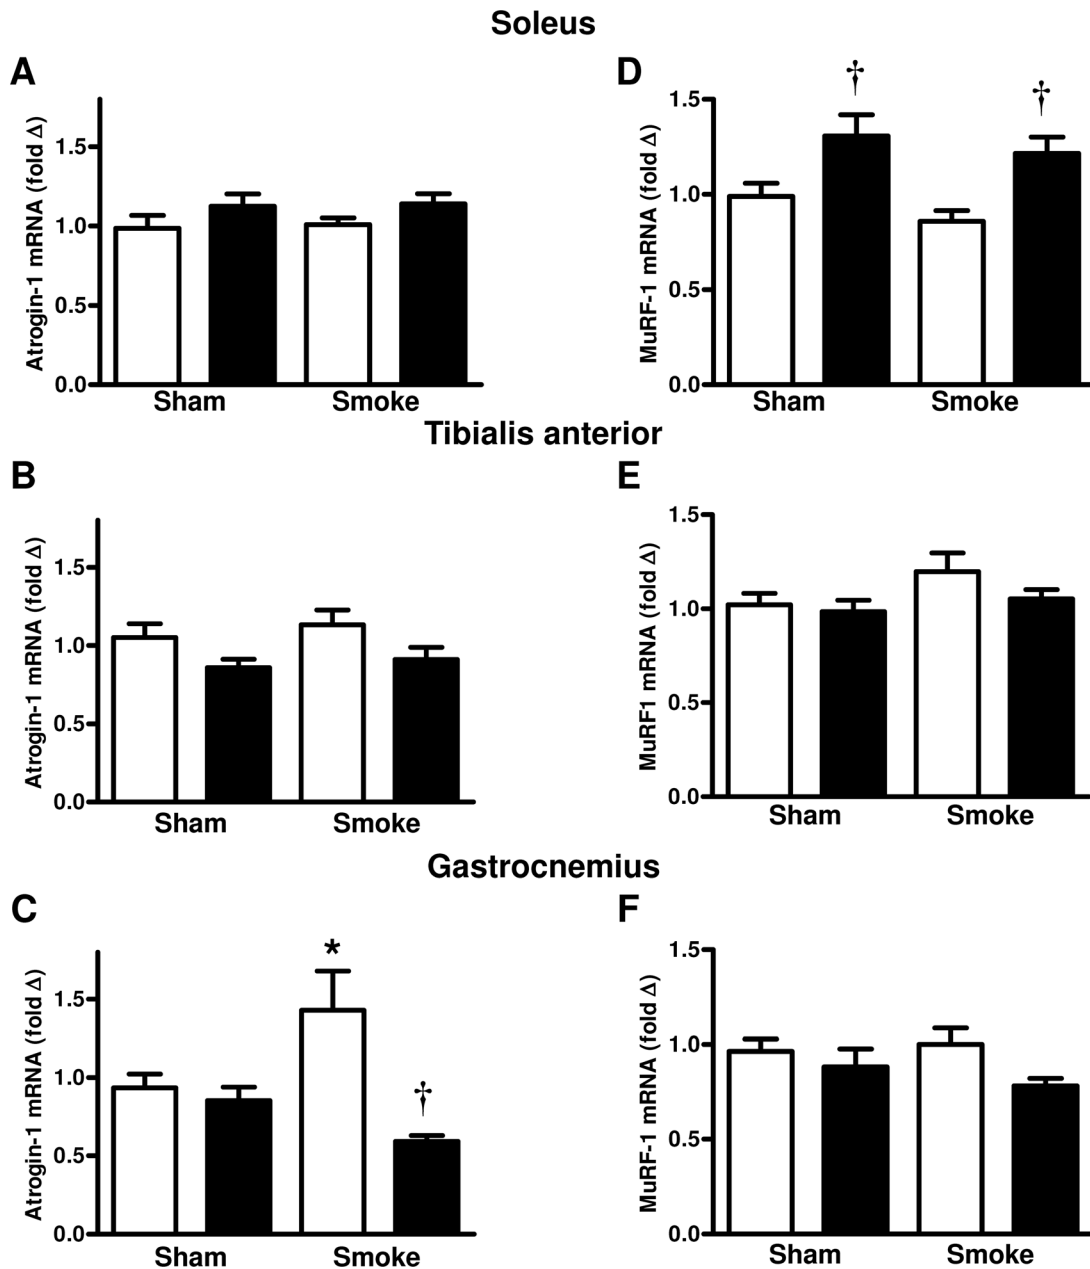 Soleus
A
Atrogin-1 mRNA (fold Δ)
1.5
1.0
0.5
0.0
Sham Smoke
D
MuRF-1 mRNA (fold Δ)
† †
1.5
1.0
0.5
0.0
Sham Smoke
Tibialis anterior
B
Atrogin-1 mRNA (fold Δ)
1.5
1.0
0.5
0.0
Sham Smoke
E
MuRF1 mRNA (fold Δ)
1.5
1.0
0.5
0.0
Sham Smoke
Gastrocnemius
C
Atrogin-1 mRNA (fold Δ)
*
1.5
1.0
†
0.5
0.0
Sham Smoke
F
MuRF-1 mRNA (fold Δ)
1.5
1.0
0.5
0.0
Sham Smoke